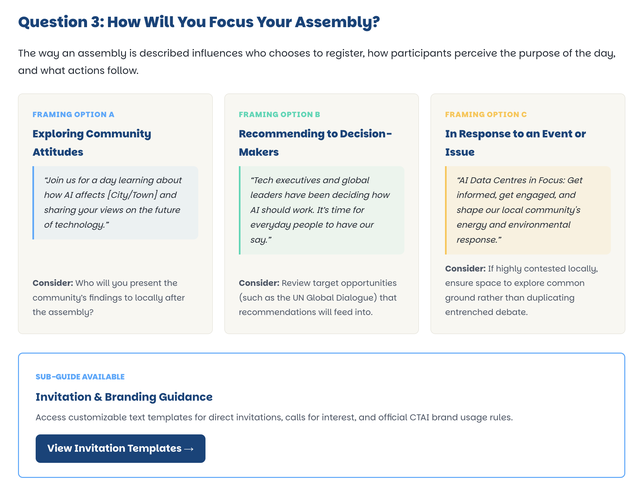 Question 3: How Will You Focus Your Assembly?
The way an assembly is described influences who chooses to register, how participants perceive the purpose of the day,
and what actions follow.
FRAMING OPTION A
Exploring Community
Attitudes
“Join us for a day learning about
how AI affects [City/Town] and
sharing your views on the future
of technology.”
Consider: Who will you present the
community’s findings to locally after
the assembly?
FRAMING OPTION B
Recommending to Decision-
Makers
“Tech executives and global
leaders have been deciding how
AI should work. It’s time for
everyday people to have our
say.”
Consider: Review target opportunities
(such as the UN Global Dialogue) that
recommendations will feed into.
FRAMING OPTION C
In Response to an Event or
Issue
“AI Data Centres in Focus: Get
informed, get engaged, and
shape our local community’s
energy and environmental
response.”
Consider: If highly contested locally,
ensure space to explore common
ground rather than duplicating
entrenched debate.
SUB-GUIDE AVAILABLE
Invitation & Branding Guidance
Access customizable text templates for direct invitations, calls for interest, and official CTAI brand usage rules.
View Invitation Templates →